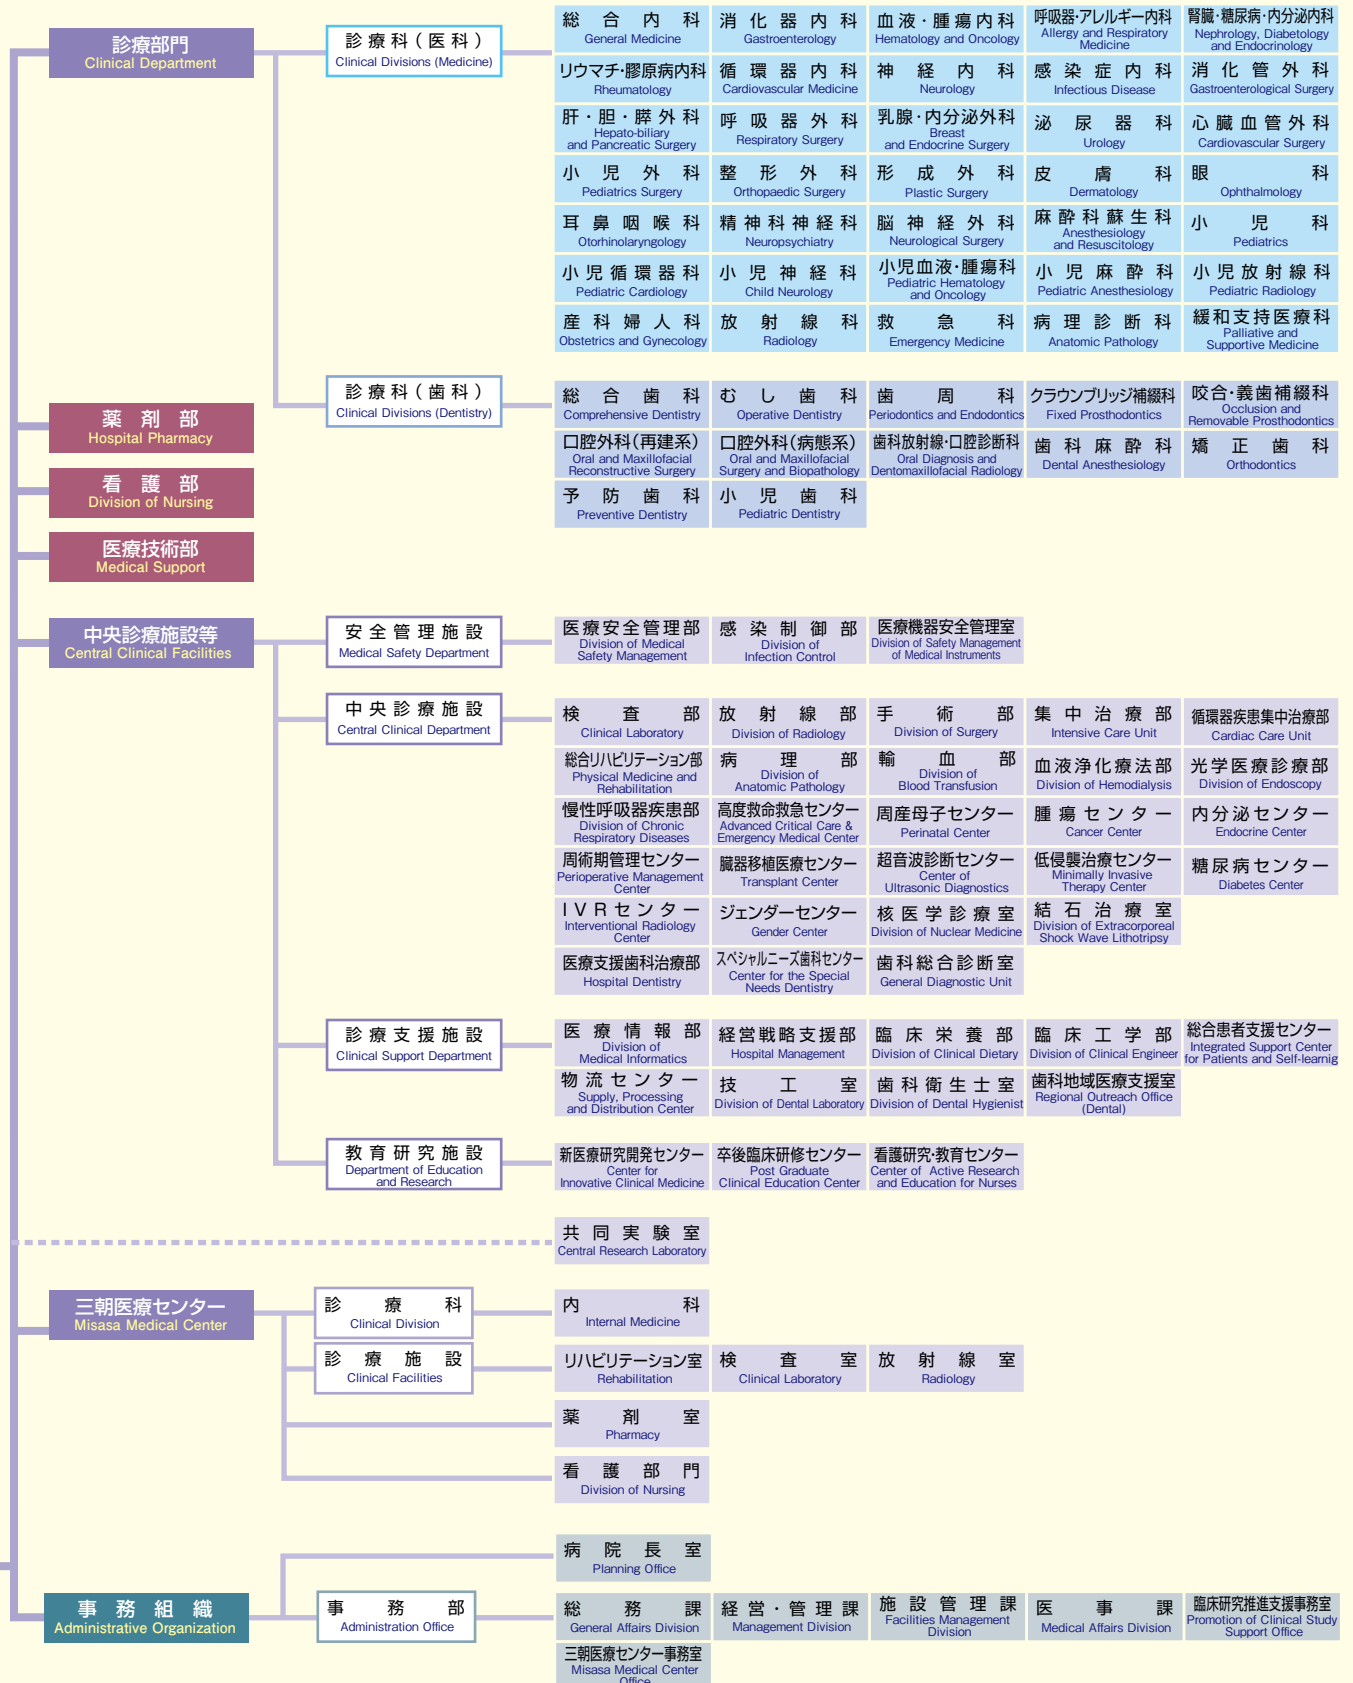 診療部門
Clinical Department
診療科(医科)
Clinical Divisions (Medicine)
総合内科
General Medicine
消化器内科
Gastroenterology
血液・腫瘍内科
Hematology and Oncology
呼吸器・アレルギー内科
Allergy and Respiratory
Medicine
腎臓・糖尿病・内分泌内科
Nephrology, Diabetology
and Endocrinology
リウマチ・膠原病内科
Rheumatology
循環器内科
Cardiovascular Medicine
神経内科
Neurology
感染症内科
Infectious Disease
消化管外科
Gastroenterological Surgery
肝・胆・膵外科
Hepato-biliary
and Pancreatic Surgery
呼吸器外科
Respiratory Surgery
乳腺・内分泌外科
Breast
and Endocrine Surgery
泌尿器科
Urology
心臓血管外科
Cardiovascular Surgery
小児外科
Pediatrics Surgery
整形外科
Orthopaedic Surgery
形成外科
Plastic Surgery
皮膚科
Dermatology
眼科
Ophthalmology
耳鼻咽喉科
Otorhinolaryngology
精神科神経科
Neuropsychiatry
脳神経外科
Neurological Surgery
麻酔科蘇生科
Anesthesiology
and Resuscitology
小児科
Pediatrics
小児循環器科
Pediatric Cardiology
小児神経科
Child Neurology
小児血液・腫瘍科
Pediatric Hematology
and Oncology
小児麻酔科
Pediatric Anesthesiology
小児放射線科
Pediatric Radiology
産科婦人科
Obstetrics and Gynecology
放射線科
Radiology
救急科
Emergency Medicine
病理診断科
Anatomic Pathology
緩和支持医療科
Palliative and
Supportive Medicine
診療科(歯科)
Clinical Divisions (Dentistry)
総合歯科
Comprehensive Dentistry
むし歯科
Operative Dentistry
歯周科
Periodontics and Endodontics
クラウンブリッジ補綴科
Fixed Prosthodontics
咬合・義歯補綴科
Occlusion and
Removable Prosthodontics
口腔外科(再建系)
Oral and Maxillofacial
Reconstructive Surgery
口腔外科(病態系)
Oral and Maxillofacial
Surgery and Biopathology
歯科放射線・口腔診断科
Oral Diagnosis and
Dentomaxillofacial Radiology
歯科麻酔科
Dental Anesthesiology
矯正歯科
Orthodontics
予防歯科
Preventive Dentistry
小児歯科
Pediatric Dentistry
薬剤部
Hospital Pharmacy
看護部
Division of Nursing
医療技術部
Medical Support
中央診療施設等
Central Clinical Facilities
安全管理施設
Medical Safety Department
医療安全管理部
Division of Medical
Safety Management
感染制御部
Division of
Infection Control
医療機器安全管理室
Division of Safety Management
of Medical Instruments
中央診療施設
Central Clinical Department
検査部
Clinical Laboratory
放射線部
Division of Radiology
手術部
Division of Surgery
集中治療部
Intensive Care Unit
循環器疾患集中治療部
Cardiac Care Unit
総合リハビリテーション部
Physical Medicine and
Rehabilitation
病理部
Division of
Anatomic Pathology
輸血部
Division of
Blood Transfusion
血液浄化療法部
Division of Hemodialysis
光学医療診療部
Division of Endoscopy
慢性呼吸器疾患部
Division of Chronic
Respiratory Diseases
高度救命救急センター
Advanced Critical Care &
Emergency Medical Center
周産母子センター
Perinatal Center
腫瘍センター
Cancer Center
内分泌センター
Endocrine Center
周術期管理センター
Perioperative Management
Center
臓器移植医療センター
Transplant Center
超音波診断センター
Center of
Ultrasonic Diagnostics
低侵襲治療センター
Minimally Invasive
Therapy Center
糖尿病センター
Diabetes Center
IVRセンター
Interventional Radiology
Center
ジェンダーセンター
Gender Center
核医学診療室
Division of Nuclear Medicine
結石治療室
Division of Extracorporeal
Shock Wave Lithotripsy
医療支援歯科治療部
Hospital Dentistry
スペシャルニーズ歯科センター
Center for the Special
Needs Dentistry
歯科総合診断室
General Diagnostic Unit
診療支援施設
Clinical Support Department
医療情報部
Division of
Medical Informatics
経営戦略支援部
Hospital Management
臨床栄養部
Division of Clinical Dietary
臨床工学部
Division of Clinical Engineer
総合患者支援センター
Integrated Support Center
for Patients and Self-learnig
物流センター
Supply, Processing
and Distribution Center
技工室
Division of Dental Laboratory
歯科衛生士室
Division of Dental Hygienist
歯科地域医療支援室
Regional Outreach Office
(Dental)
教育研究施設
Department of Education
and Research
新医療研究開発センター
Center for
Innovative Clinical Medicine
卒後臨床研修センター
Post Graduate
Clinical Education Center
看護研究・教育センター
Center of Active Research
and Education for Nurses
共同実験室
Central Research Laboratory
三朝医療センター
Misasa Medical Center
診療科
Clinical Division
内科
Internal Medicine
診療施設
Clinical Facilities
リハビリテーション室
Rehabilitation
検査室
Clinical Laboratory
放射線室
Radiology
薬剤室
Pharmacy
看護部門
Division of Nursing
病院長室
Planning Office
事務組織
Administrative Organization
事務部
Administration Office
総務課
General Affairs Division
経営・管理課
Management Division
施設管理課
Facilities Management
Division
医事課
Medical Affairs Division
臨床研究推進支援事務室
Promotion of Clinical Study
Support Office
三朝医療センター事務室
Misasa Medical Center
Office